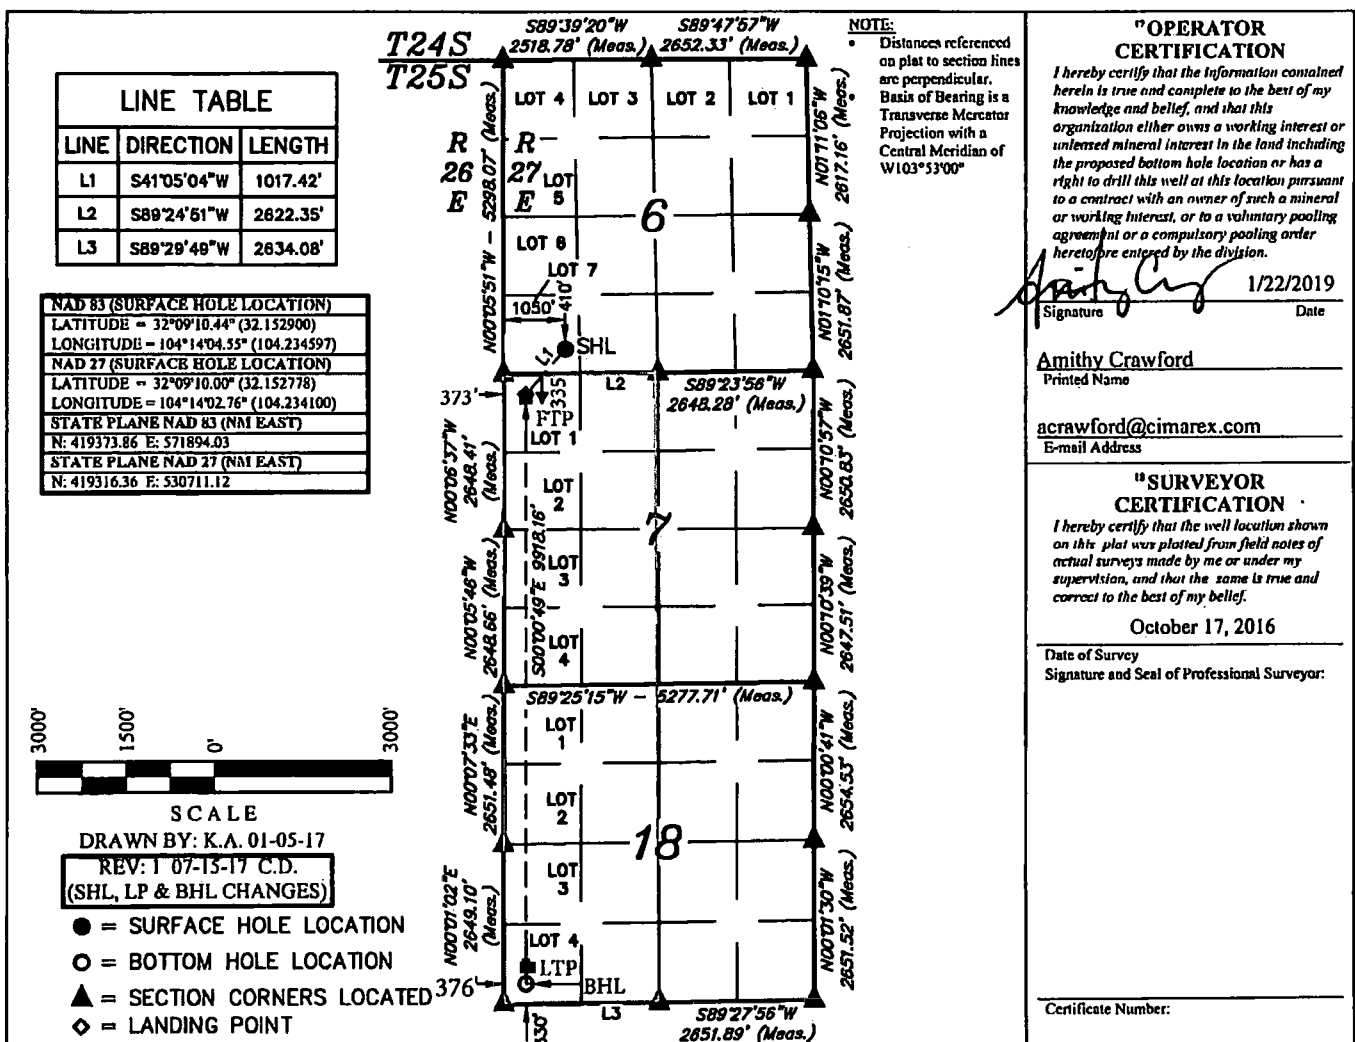 T24S
T25S
S89°39'20"W
2518.78' (Meas.)
S89°47'57"W
2652.33' (Meas.)
LINE TABLE
LINE DIRECTION LENGTH
L1 S41°05'04"W 1017.42'
L2 S89°24'51"W 2622.35'
L3 S89°29'49"W 2634.08'
NAD 83 (SURFACE HOLE LOCATION)
LATITUDE = 32°09'10.44" (32.152900)
LONGITUDE = 104°14'04.55" (104.234597)
NAD 27 (SURFACE HOLE LOCATION)
LATITUDE = 32°09'10.00" (32.152778)
LONGITUDE = 104°14'02.76" (104.234100)
STATE PLANE NAD 83 (NM EAST)
N: 419373.86 E: 571894.03
STATE PLANE NAD 27 (NM EAST)
N: 419316.36 E: 530711.12
R
26
E
R
27
E
LOT 4 LOT 3 LOT 2 LOT 1
LOT
5
6
LOT 6
LOT 7
1050'
410'
SHL
L1
L2
335'
FTP
373'
N00°05'51"W – 5298.07' (Meas.)
N01°11'06"W
2617.16' (Meas.)
N01°10'15"W
2651.87' (Meas.)
S89°23'56"W
2648.28' (Meas.)
LOT 1
LOT
2
7
LOT
3
LOT
4
N00°06'37"W
2648.41'
(Meas.)
N00°05'46"W
2648.66' (Meas.)
S00°00'49"E 9918.16'
N00°10'57"W
2650.83' (Meas.)
N00°10'39"W
2647.51' (Meas.)
S89°25'15"W – 5277.71' (Meas.)
LOT
1
LOT
2
18
LOT
3
LOT 4
LTP
BHL
376'
L3
330'
N00°07'33"E
2651.48' (Meas.)
N00°01'02"E
2649.10'
(Meas.)
N00°00'41"W
2654.53' (Meas.)
N00°01'30"W
2651.52' (Meas.)
S89°27'56"W
2651.89' (Meas.)
3000' 1500' 0' 3000'
SCALE
DRAWN BY: K.A. 01-05-17
REV: 1 07-15-17 C.D.
(SHL, LP & BHL CHANGES)
= SURFACE HOLE LOCATION
= BOTTOM HOLE LOCATION
= SECTION CORNERS LOCATED
= LANDING POINT
NOTE:
• Distances referenced
on plat to section lines
are perpendicular.
• Basis of Bearing is a
Transverse Mercator
Projection with a
Central Meridian of
W103°53'00"
"OPERATOR
CERTIFICATION
I hereby certify that the information contained
herein is true and complete to the best of my
knowledge and belief, and that this
organization either owns a working interest or
unleased mineral interest in the land including
the proposed bottom hole location or has a
right to drill this well at this location pursuant
to a contract with an owner of such a mineral
or working interest, or to a voluntary pooling
agreement or a compulsory pooling order
heretofore entered by the division.
1/22/2019
Signature Date
Amithy Crawford
Printed Name
acrawford@cimarex.com
E-mail Address
"SURVEYOR
CERTIFICATION
I hereby certify that the well location shown
on this plat was plotted from field notes of
actual surveys made by me or under my
supervision, and that the same is true and
correct to the best of my belief.
October 17, 2016
Date of Survey
Signature and Seal of Professional Surveyor:
Certificate Number: